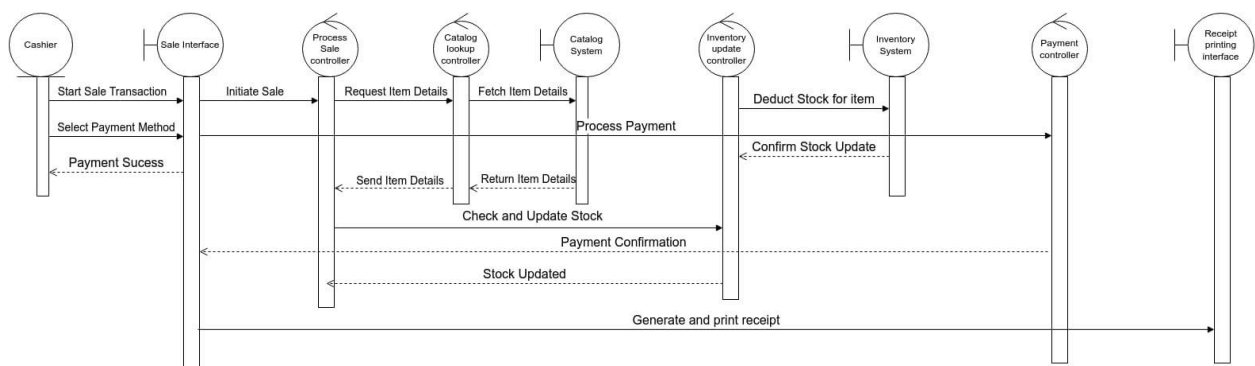 Cashier
Sale Interface
Process
Sale
controller
Catalog
lookup
controller
Catalog
System
Inventory
update
controller
Inventory
System
Payment
controller
Receipt
printing
interface
Start Sale Transaction
Initiate Sale
Request Item Details
Fetch Item Details
Deduct Stock for item
Select Payment Method
Process Payment
Confirm Stock Update
Payment Sucess
Send Item Details
Return Item Details
Check and Update Stock
Payment Confirmation
Stock Updated
Generate and print receipt